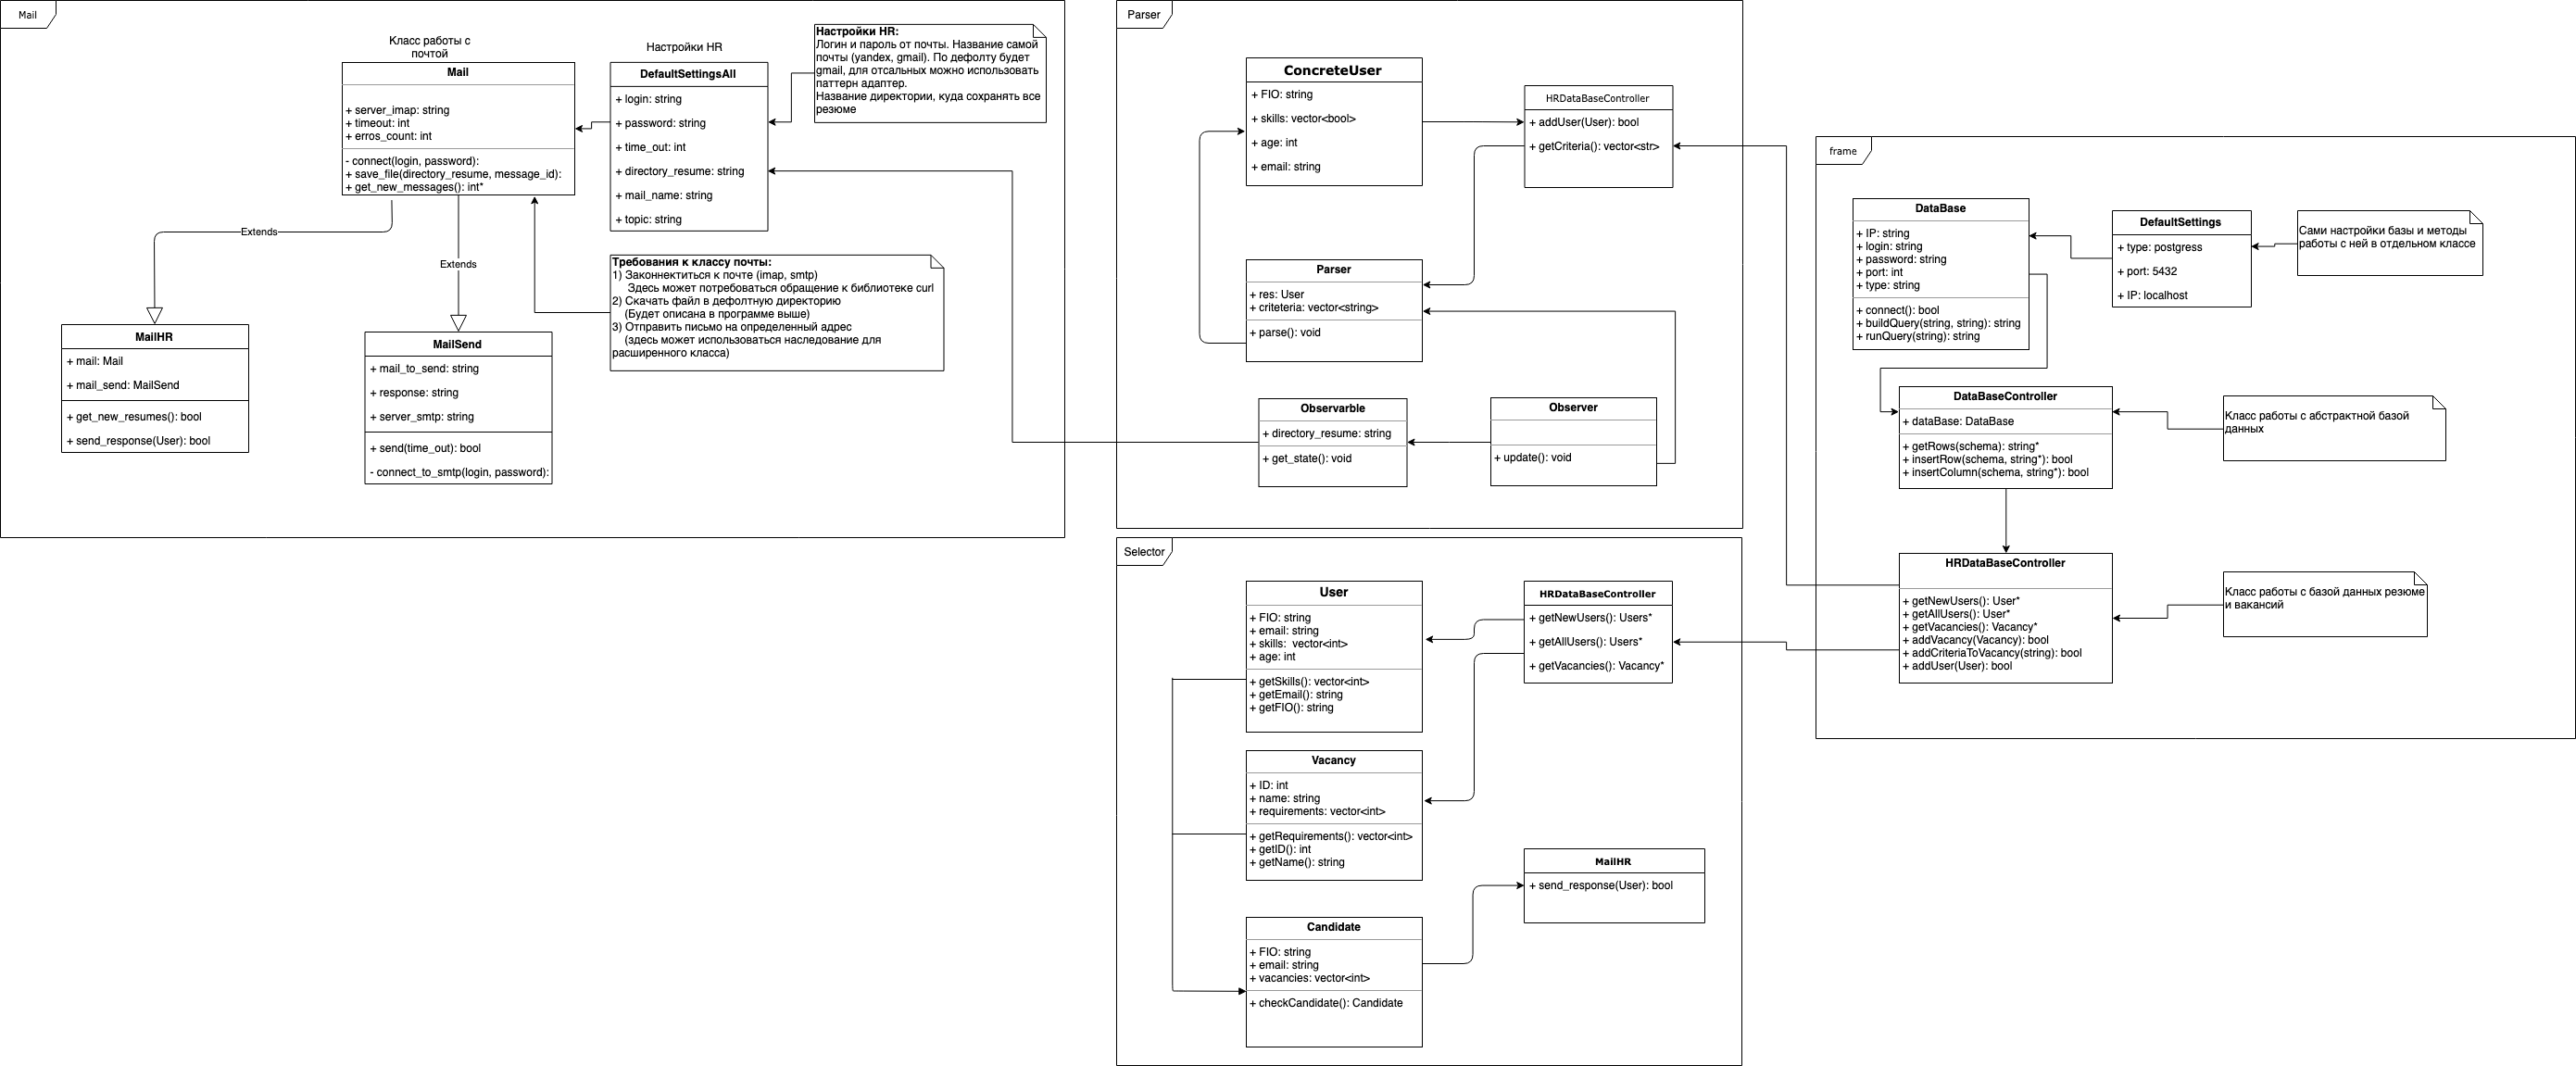 Mail
Класс работы с
почтой
Mail
+ server_imap: string
+ timeout: int
+ erros_count: int
- connect(login, password):
+ save_file(directory_resume, message_id):
+ get_new_messages(): int*
Настройки HR
DefaultSettingsAll
+ login: string
+ password: string
+ time_out: int
+ directory_resume: string
+ mail_name: string
+ topic: string
Настройки HR:
Логин и пароль от почты. Название самой
почты (yandex, gmail). По дефолту будет
gmail, для отсальных можно использовать
паттерн адаптер.
Название директории, куда сохранять все
резюме
Extends
Extends
Требования к классу почты:
1) Законнектиться к почте (imap, smtp)
Здесь может потребоваться обращение к библиотеке curl
2) Скачать файл в дефолтную директорию
(Будет описана в программе выше)
3) Отправить письмо на определенный адрес
(здесь может использоваться наследование для
расширенного класса)
MailHR
+ mail: Mail
+ mail_send: MailSend
+ get_new_resumes(): bool
+ send_response(User): bool
MailSend
+ mail_to_send: string
+ response: string
+ server_smtp: string
+ send(time_out): bool
- connect_to_smtp(login, password):
Parser
ConcreteUser
+ FIO: string
+ skills: vector<bool>
+ age: int
+ email: string
HRDataBaseController
+ addUser(User): bool
+ getCriteria(): vector<str>
Parser
+ res: User
+ criteteria: vector<string>
+ parse(): void
Observarble
+ directory_resume: string
+ get_state(): void
Observer
+ update(): void
Selector
User
+ FIO: string
+ email: string
+ skills:  vector<int>
+ age: int
+ getSkills(): vector<int>
+ getEmail(): string
+ getFIO(): string
HRDataBaseController
+ getNewUsers(): Users*
+ getAllUsers(): Users*
+ getVacancies(): Vacancy*
Vacancy
+ ID: int
+ name: string
+ requirements: vector<int>
+ getRequirements(): vector<int>
+ getID(): int
+ getName(): string
MailHR
+ send_response(User): bool
Candidate
+ FIO: string
+ email: string
+ vacancies: vector<int>
+ checkCandidate(): Candidate
frame
DataBase
+ IP: string
+ login: string
+ password: string
+ port: int
+ type: string
+ connect(): bool
+ buildQuery(string, string): string
+ runQuery(string): string
DefaultSettings
+ type: postgress
+ port: 5432
+ IP: localhost
Сами настройки базы и методы
работы с ней в отдельном классе
DataBaseController
+ dataBase: DataBase
+ getRows(schema): string*
+ insertRow(schema, string*): bool
+ insertColumn(schema, string*): bool
Класс работы с абстрактной базой
данных
HRDataBaseController
+ getNewUsers(): User*
+ getAllUsers(): User*
+ getVacancies(): Vacancy*
+ addVacancy(Vacancy): bool
+ addCriteriaToVacancy(string): bool
+ addUser(User): bool
Класс работы с базой данных резюме
и вакансий